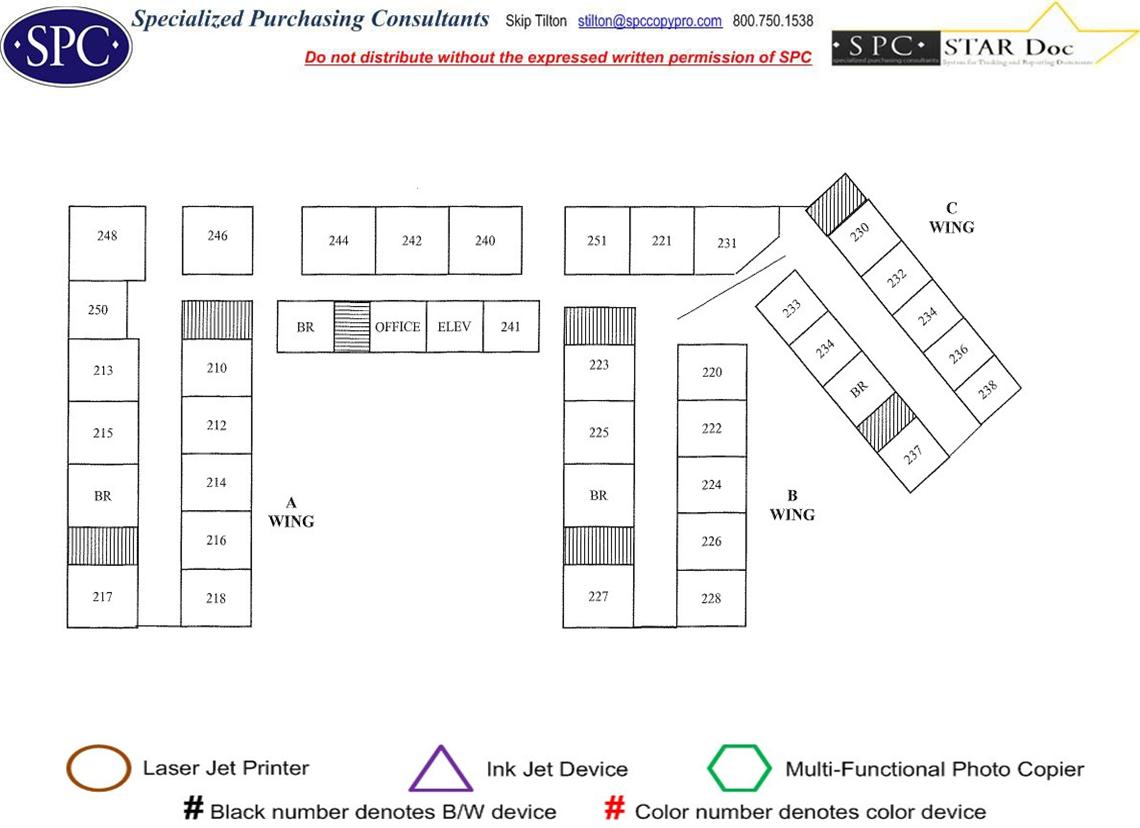 Specialized Purchasing Consultants Skip Tilton stilton@spccopypro.com 800.750.1538
·SPC·
Do not distribute without the expressed written permission of SPC
·SPC· STAR Doc
specialized purchasing consultants System for Tracking and Reporting Documents
C
WING
248 246 244 242 240 251 221 231 230
232
250 233
BR OFFICE ELEV 241 234
234
236
213 210 223 220 BR 238
215 212 225 222
237
BR 214 BR 224
A
WING
B
WING
216 226
217 218 227 228
Laser Jet Printer Ink Jet Device Multi-Functional Photo Copier
# Black number denotes B/W device # Color number denotes color device